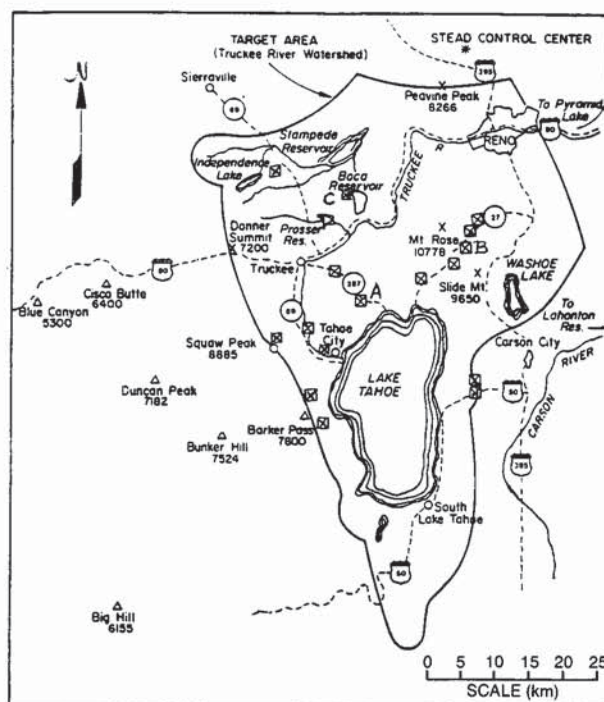 TARGET AREA
(Truckee River Watershed)
STEAD CONTROL CENTER
N
Sierraville
395
89
Peavine Peak
8266
To Pyramid
Lake
80
RENO
R
TRUCKEE
Stampede
Reservoir
Independence
Lake
Boca
Reservoir
C
Prosser
Res.
27
Mt Rose
10778
B
Donner
Summit
7200
WASHOE
LAKE
80
Truckee
Slide Mt.
9650
267
A
Cisco Butte
6400
Blue Canyon
5300
To
Lahonton
Res.
89
Tahoe
City
Carson City
Squaw Peak
8885
RIVER
LAKE
TAHOE
50
CARSON
Duncan Peak
7182
Barker Pass
7800
Bunker Hill
7524
395
South
Lake Tahoe
50
Big Hill
6155
0 5 10 15 20 25
SCALE (km)